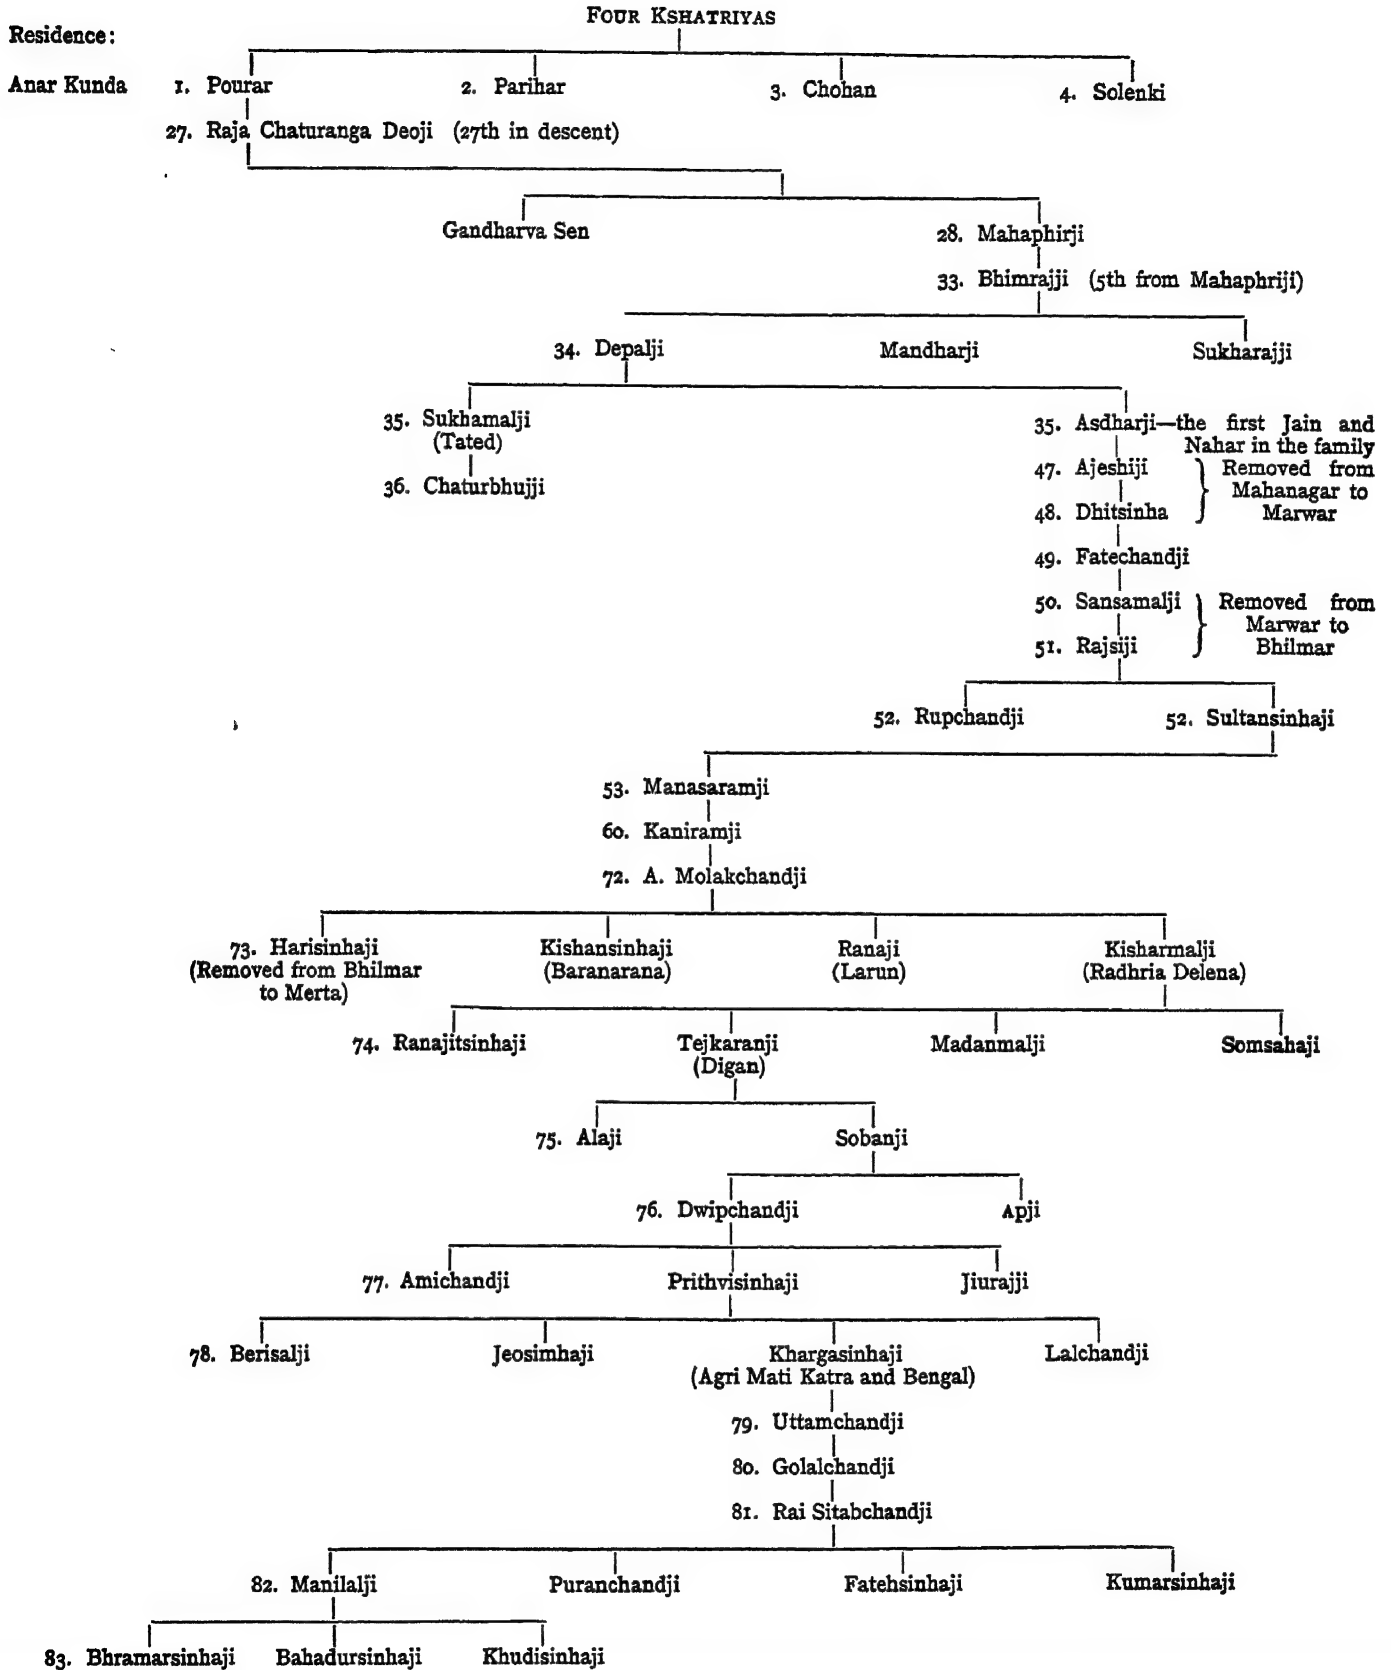 FOUR KSHATRIYAS
Residence:
Anar Kunda 1. Pourar 2. Parihar 3. Chohan 4. Solenki
27. Raja Chaturanga Deoji (27th in descent)
Gandharva Sen 28. Mahaphirji
33. Bhimrajji (5th from Mahaphriji)
34. Depalji Mandharji Sukharajji
35. Sukhamalji 35. Asdharji—the first Jain and
(Tated) Nahar in the family
36. Chaturbhujji 47. Ajeshiji Removed from
Mahanagar to
48. Dhitsinha Marwar
49. Fatechandji
50. Sansamalji Removed from
Marwar to
51. Rajsiji Bhilmar
52. Rupchandji 52. Sultansinhaji
53. Manasaramji
60. Kaniramji
72. A. Molakchandji
73. Harisinhaji Kishansinhaji Ranaji Kisharmalji
(Removed from Bhilmar (Baranarana) (Larun) (Radhria Delena)
to Merta)
74. Ranajitsinhaji Tejkaranji Madanmalji Somsahaji
(Digan)
75. Alaji Sobanji
76. Dwipchandji Apji
77. Amichandji Prithvisinhaji Jiurajji
78. Berisalji Jeosimhaji Khargasinhaji Lalchandji
(Agri Mati Katra and Bengal)
79. Uttamchandji
80. Golalchandji
81. Rai Sitabchandji
82. Manilalji Puranchandji Fatehsinhaji Kumarsinhaji
83. Bhramarsinhaji Bahadursinhaji Khudisinhaji